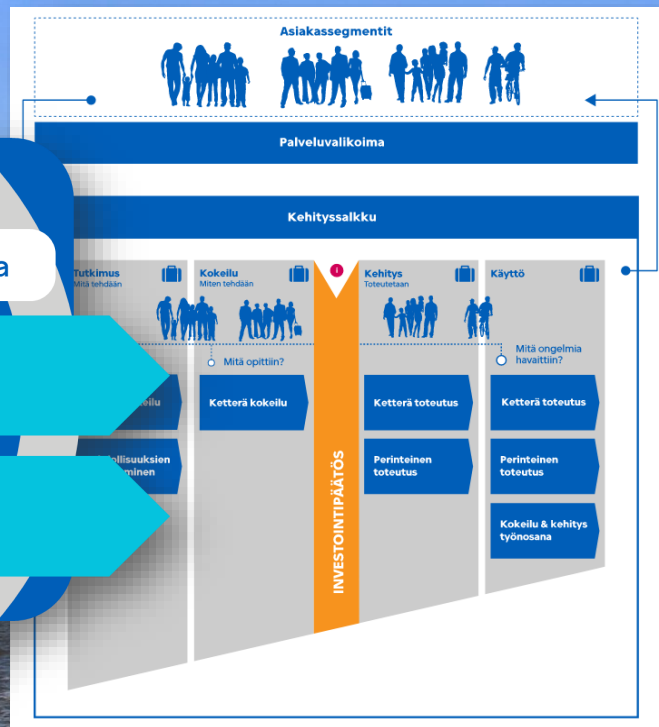 Asiakassegmentit
Palveluvalikoima
Kehityssalkku
a
Tutkimus
Mitä tehdään
Kokeilu
Miten tehdään
i
Kehitys
Toteutetaan
Käyttö
Mitä opittiin?
Mitä ongelmia
havaittiin?
Ketterä kokeilu
Ketterä toteutus
Ketterä toteutus
Perinteinen
toteutus
Perinteinen
toteutus
INVESTOINTIPÄÄTÖS
Kokeilu & kehitys
työnosana